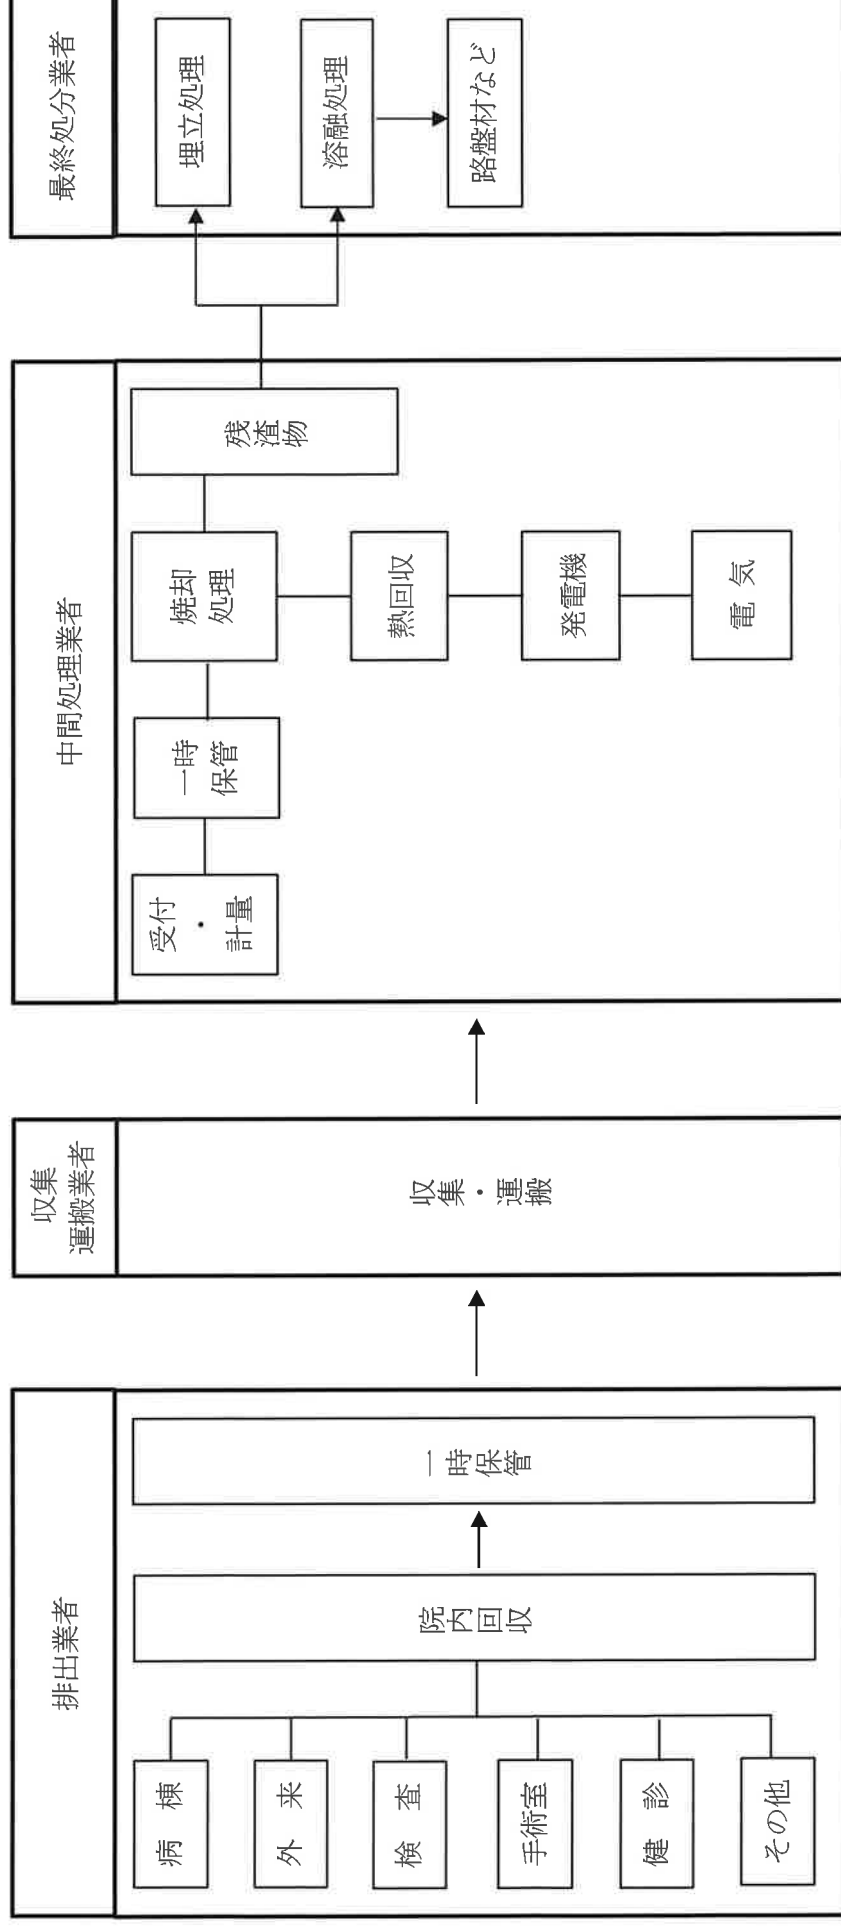 排出業者
病　棟
外　来
検　査
手術室
健　診
その他
院内回収
一時保管
収集
運搬業者
収集・運搬
中間処理業者
受付
・
計量
一時
保管
焼却
処理
熱回収
発電機
電　気
残渣物
最終処分業者
埋立処理
溶融処理
路盤材など